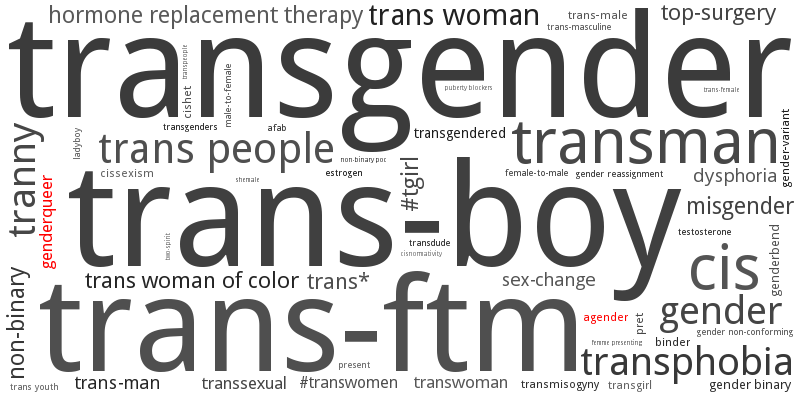 hormone replacement therapy
trans woman
trans-male
top-surgery
trans-masculine
transgender
transpeople
cishet
male-to-female
puberty blockers
trans-female
transgenders
afab
transgendered
transman
gender-variant
tranny
ladyboy
trans people
non-binary poc
cissexism
shemale
estrogen
#tgirl
female-to-male
gender reassignment
dysphoria
genderqueer
trans-boy
misgender
two-spirit
transdude
cisnormativity
testosterone
genderbend
cis
non-binary
trans woman of color
trans*
sex-change
trans-ftm
agender
pret
gender
gender non-conforming
femme presenting
binder
transphobia
present
trans youth
trans-man
transsexual
#transwomen
transwoman
transmisogyny
transgirl
gender binary